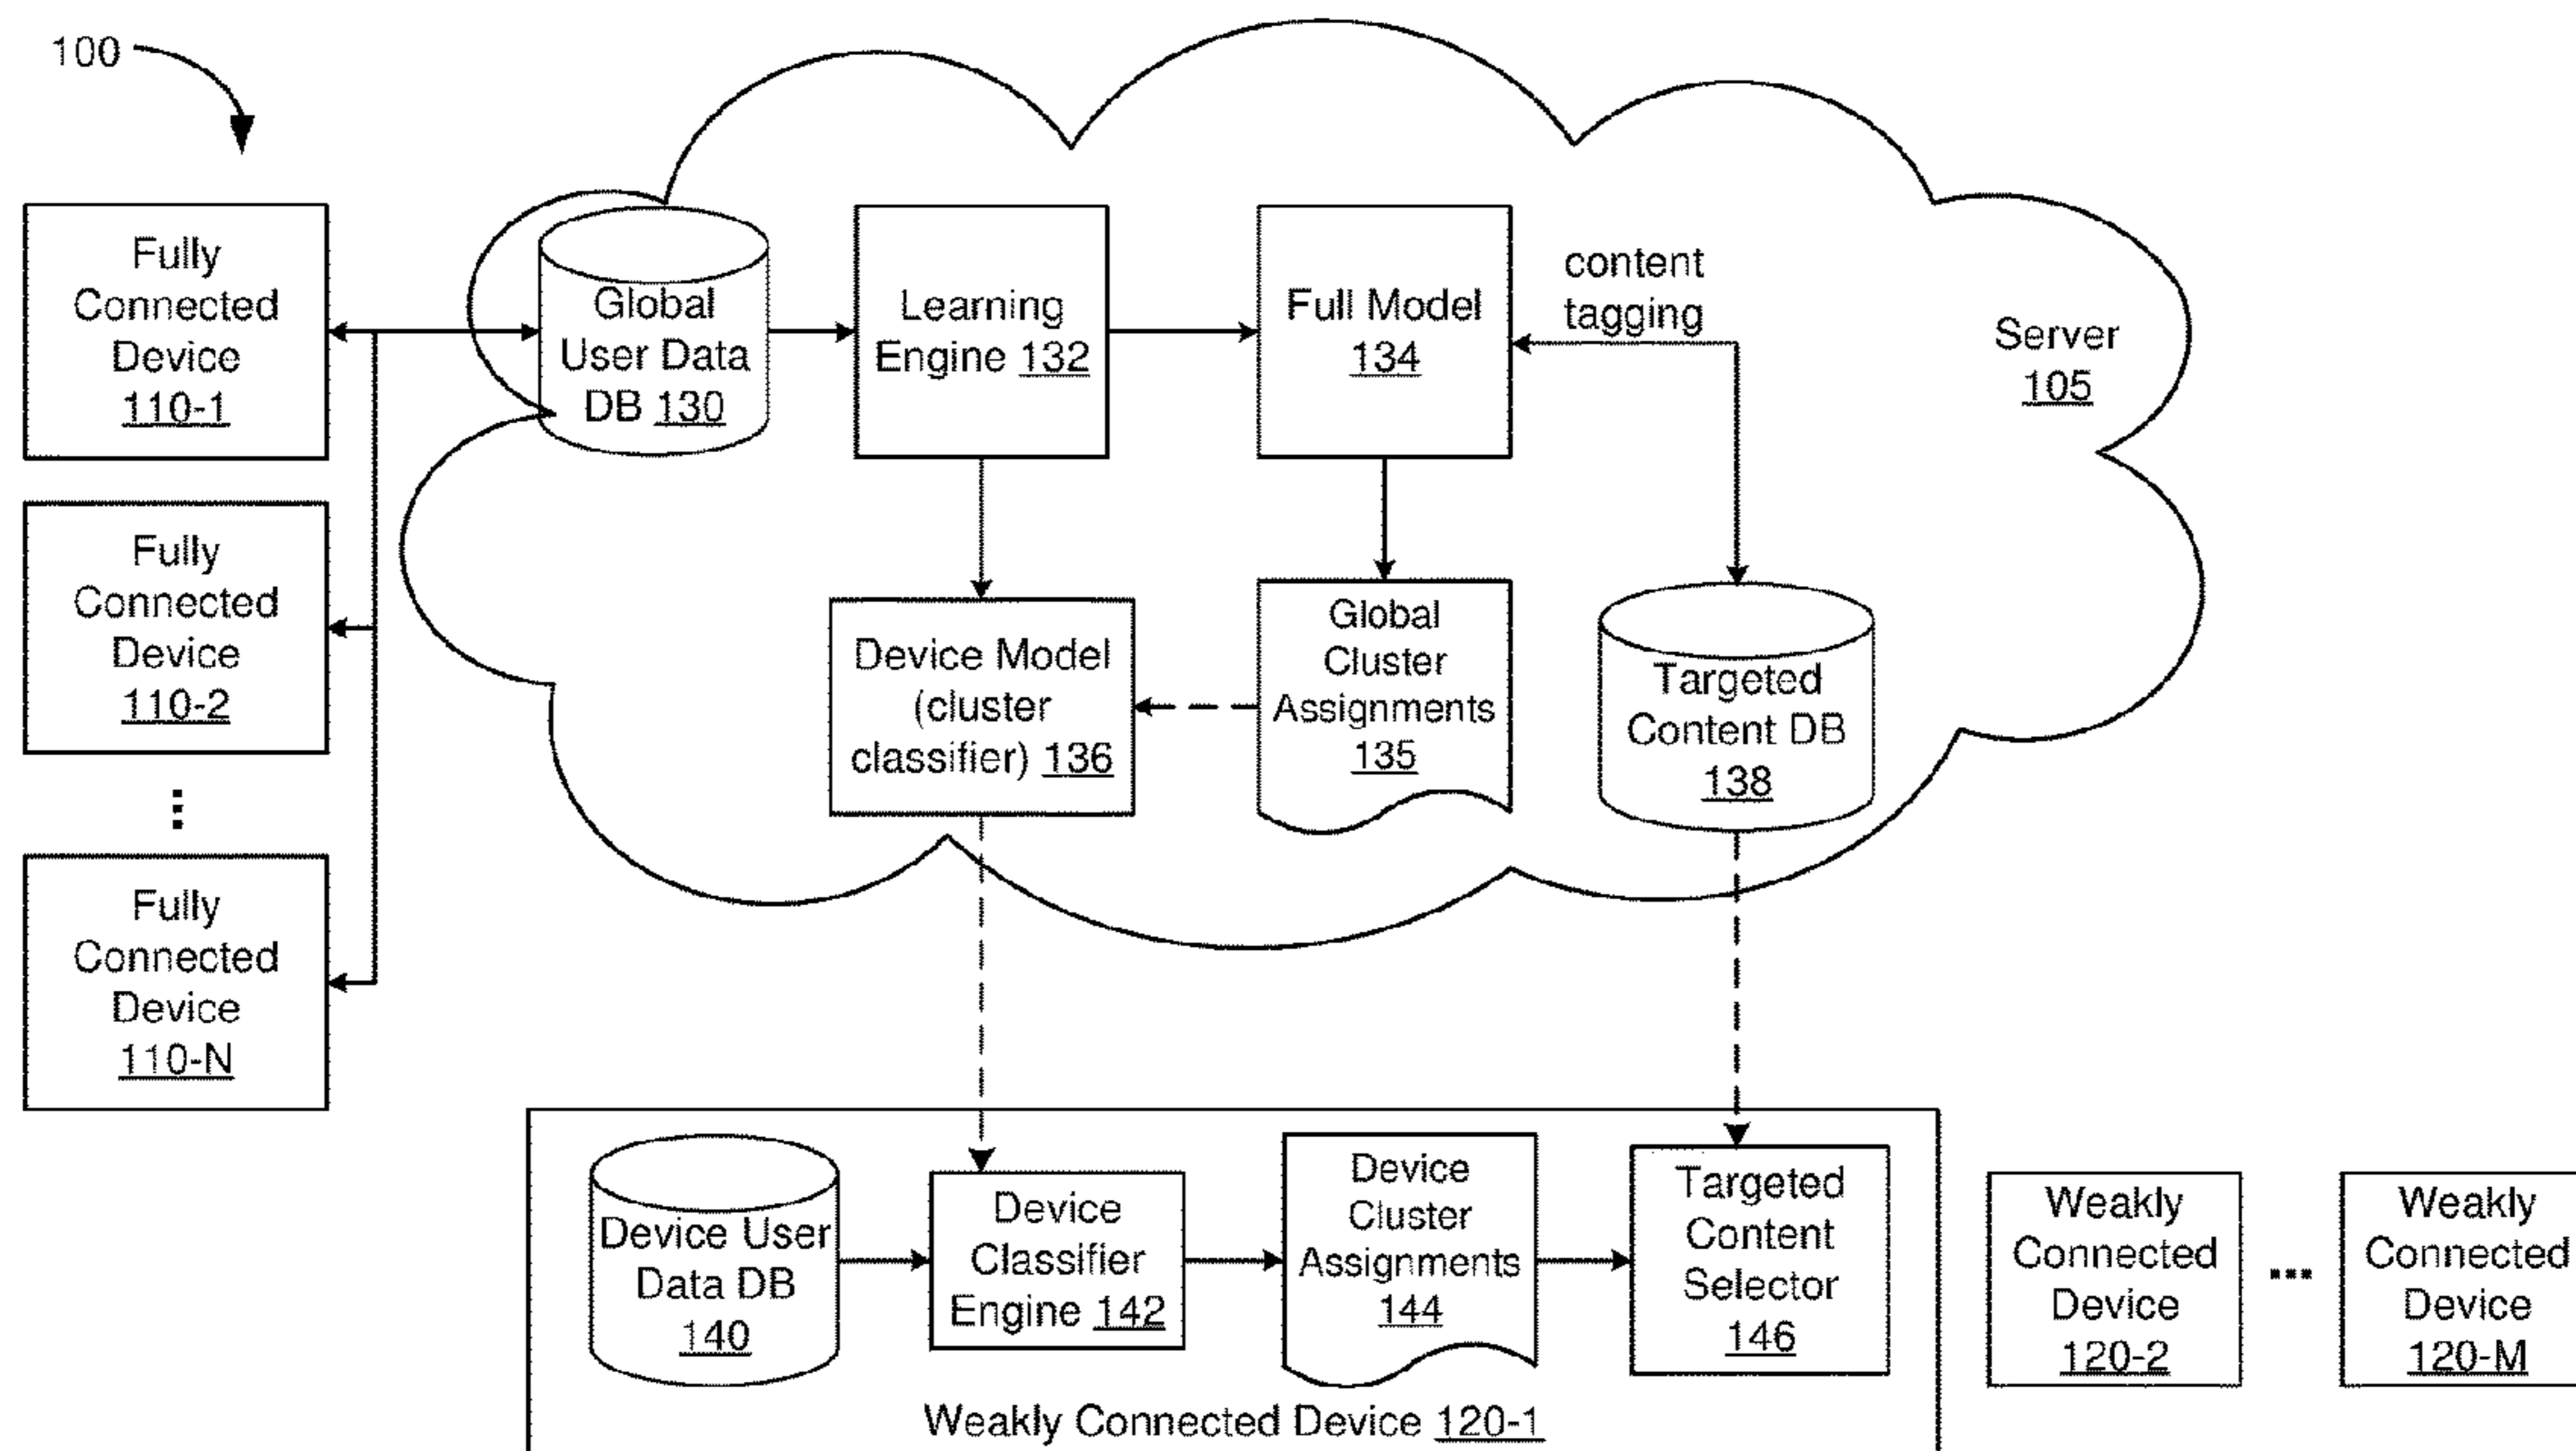 100
Fully
Connected
Device
110-1
Fully
Connected
Device
110-2
Fully
Connected
Device
110-N
Global
User Data
DB 130
Learning
Engine 132
Full Model
134
content
tagging
Server
105
Device Model
(cluster
classifier) 136
Global
Cluster
Assignments
135
Targeted
Content DB
138
Device User
Data DB
140
Device
Classifier
Engine 142
Device
Cluster
Assignments
144
Targeted
Content
Selector
146
Weakly Connected Device 120-1
Weakly
Connected
Device
120-2
Weakly
Connected
Device
120-M